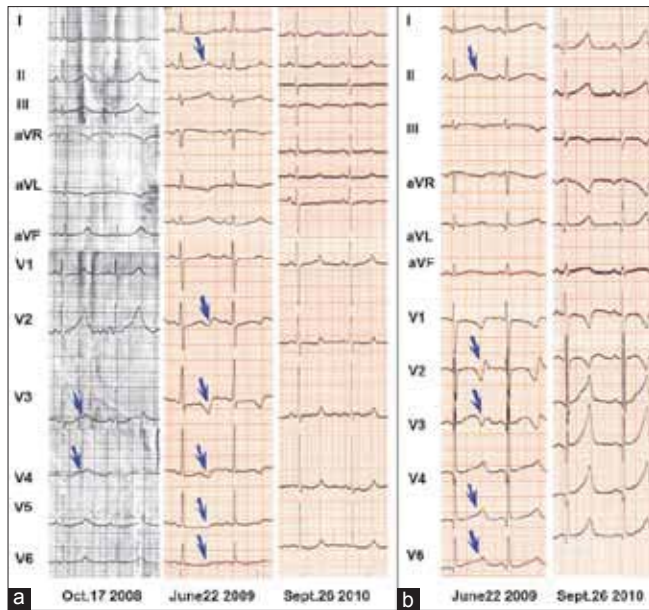 I
II
III
aVR
aVL
aVF
V1
V2
V3
V4
V5
V6
a
Oct.17 2008
June22 2009
Sept.26 2010
I
II
III
aVR
aVL
aVF
V1
V2
V3
V4
V6
b
June22 2009
Sept.26 2010